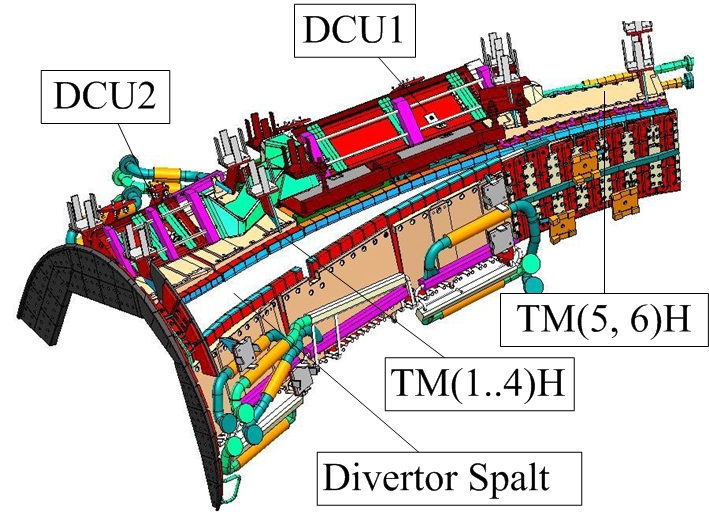 DCU1
DCU2
TM(5, 6)H
TM(1..4)H
Divertor Spalt